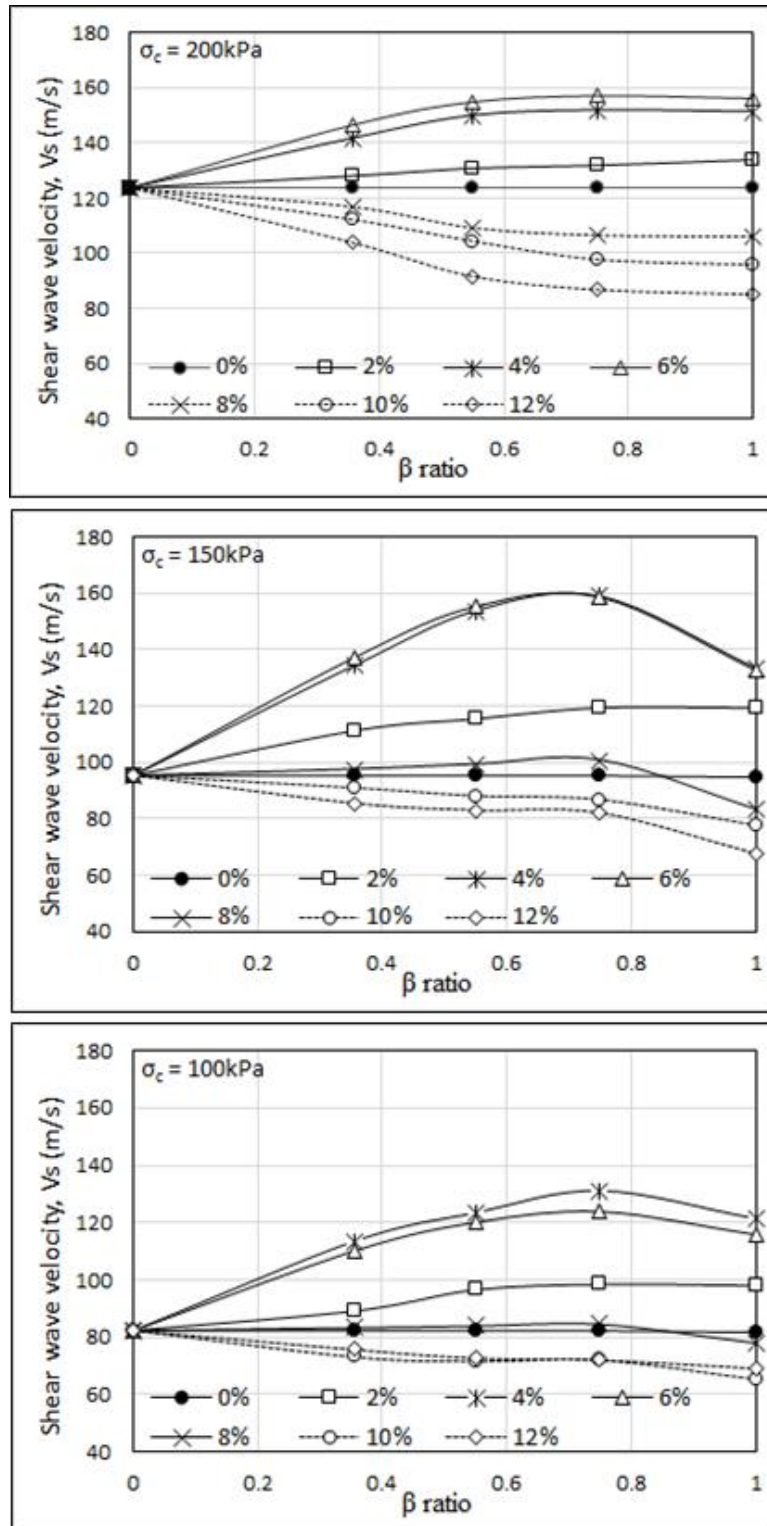 180
σc = 200kPa
160
140
120
100
80
60
40
Shear wave velocity, Vs (m/s)
0% 2% 4% 6%
8% 10% 12%
0 0.2 0.4 0.6 0.8 1
β ratio
180
σc = 150kPa
160
140
120
100
80
60
40
Shear wave velocity, Vs (m/s)
0% 2% 4% 6%
8% 10% 12%
0 0.2 0.4 0.6 0.8 1
β ratio
180
σc = 100kPa
160
140
120
100
80
60
40
Shear wave velocity, Vs (m/s)
0% 2% 4% 6%
8% 10% 12%
0 0.2 0.4 0.6 0.8 1
β ratio